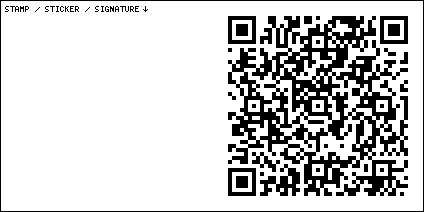 STAMP / STICKER / SIGNATURE ↓